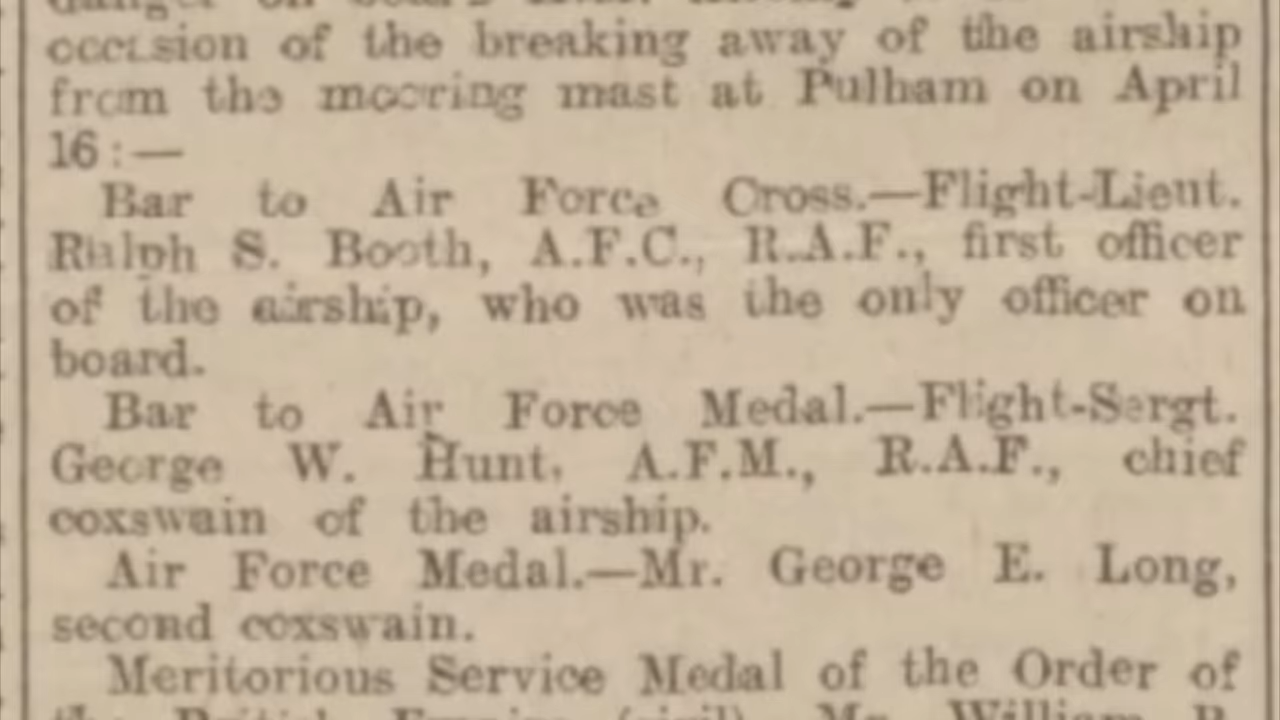 occasion of the breaking away of the airship
from the mooring mast at Pulham on April
16:—
Bar to Air Force Cross.—Flight-Lieut.
Ralph S. Booth, A.F.C., R.A.F., first officer
of the airship, who was the only officer on
board.
Bar to Air Force Medal.—Flight-Sergt.
George W. Hunt, A.F.M., R.A.F., chief
coxswain of the airship.
Air Force Medal.—Mr. George E. Long,
second coxswain.
Meritorious Service Medal of the Order of